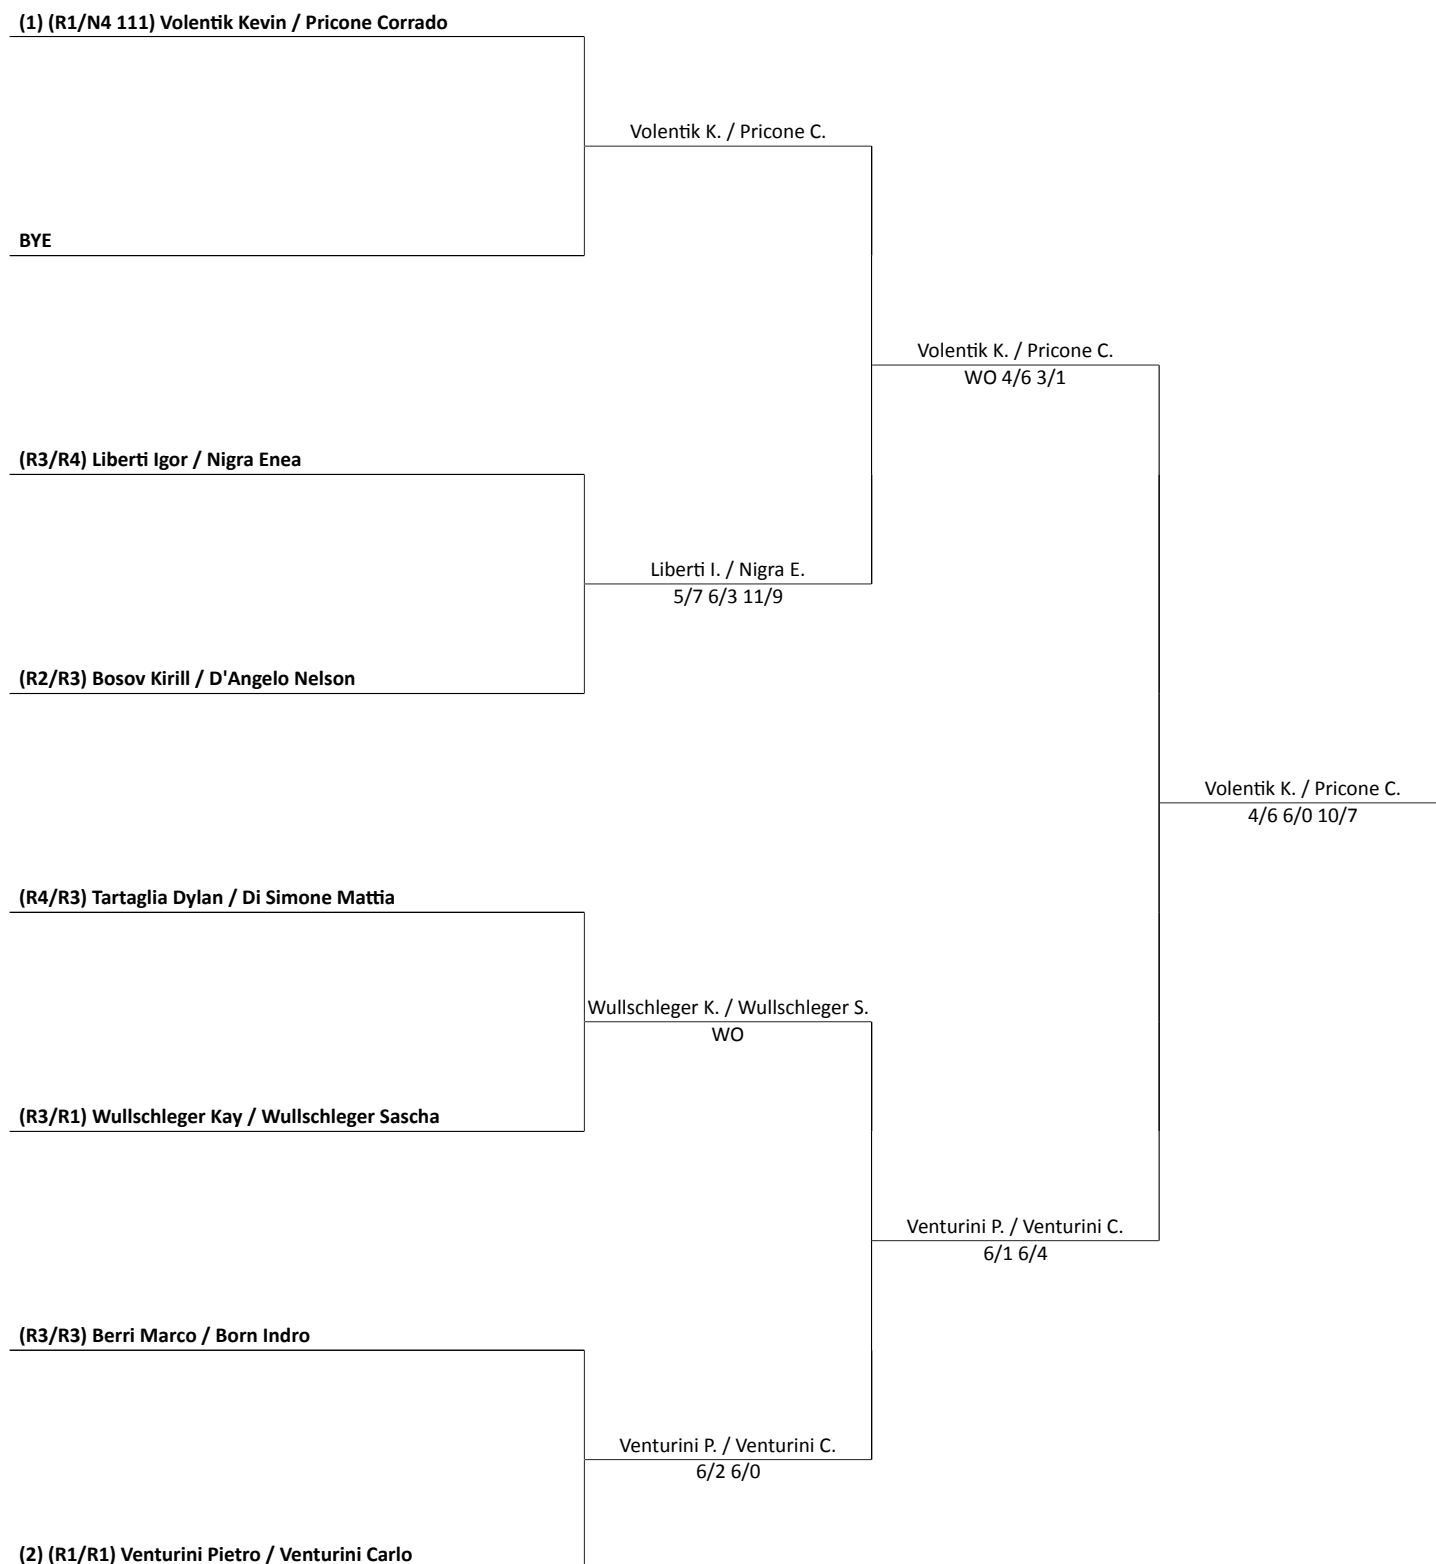 (1) (R1/N4 111) Volentik Kevin / Pricone Corrado
Volentik K. / Pricone C.
BYE
Volentik K. / Pricone C.
WO 4/6 3/1
(R3/R4) Liberti Igor / Nigra Enea
Liberti I. / Nigra E.
5/7 6/3 11/9
(R2/R3) Bosov Kirill / D'Angelo Nelson
Volentik K. / Pricone C.
4/6 6/0 10/7
(R4/R3) Tartaglia Dylan / Di Simone Mattia
Wullschleger K. / Wullschleger S.
WO
(R3/R1) Wullschleger Kay / Wullschleger Sascha
Venturini P. / Venturini C.
6/1 6/4
(R3/R3) Berri Marco / Born Indro
Venturini P. / Venturini C.
6/2 6/0
(2) (R1/R1) Venturini Pietro / Venturini Carlo